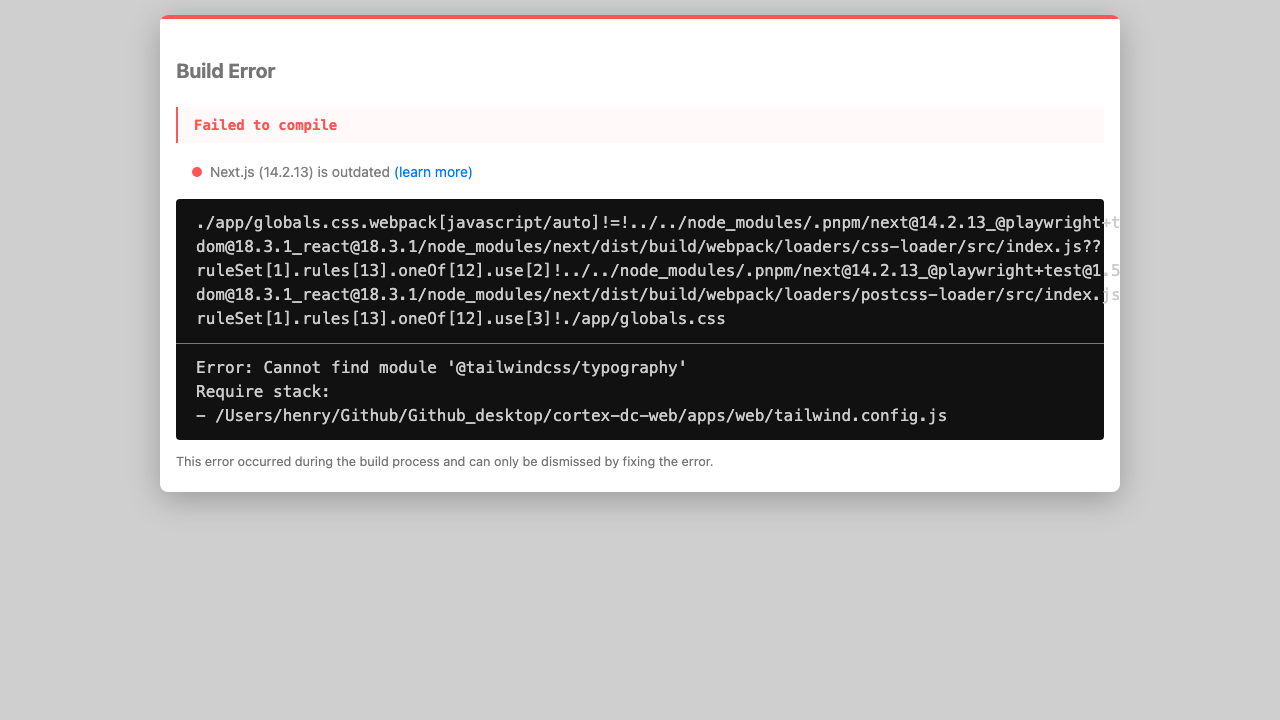 Build Error
Failed to compile
Next.js (14.2.13) is outdated (learn more)
./app/globals.css.webpack[javascript/auto]!=!../../node_modules/.pnpm/next@14.2.13_@playwright+t
dom@18.3.1_react@18.3.1/node_modules/next/dist/build/webpack/loaders/css-loader/src/index.js??
ruleSet[1].rules[13].oneOf[12].use[2]!../../node_modules/.pnpm/next@14.2.13_@playwright+test@1.5
dom@18.3.1_react@18.3.1/node_modules/next/dist/build/webpack/loaders/postcss-loader/src/index.js
ruleSet[1].rules[13].oneOf[12].use[3]!./app/globals.css
Error: Cannot find module '@tailwindcss/typography'
Require stack:
- /Users/henry/Github/Github_desktop/cortex-dc-web/apps/web/tailwind.config.js
This error occurred during the build process and can only be dismissed by fixing the error.